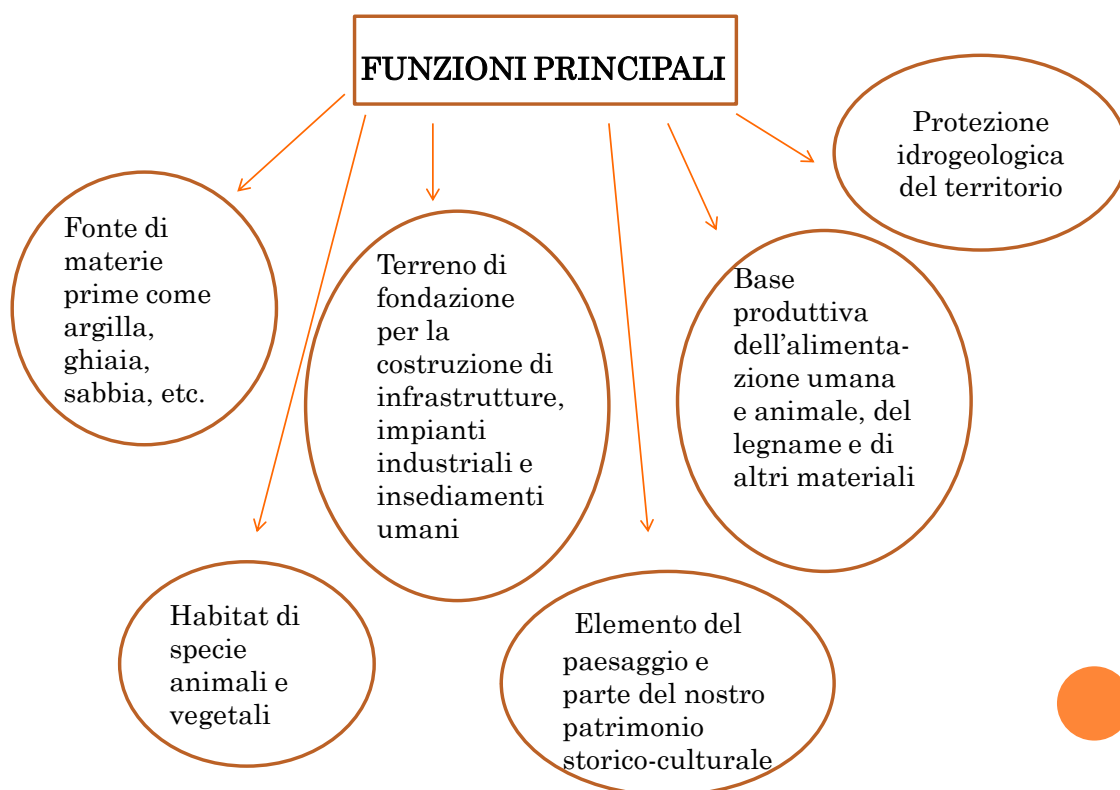 FUNZIONI PRINCIPALI
Protezione
idrogeologica
del territorio
Fonte di
materie
prime come
argilla,
ghiaia,
sabbia, etc.
Terreno di
fondazione
per la
costruzione di
infrastrutture,
impianti
industriali e
insediamenti
umani
Base
produttiva
dell'alimenta-
zione umana
e animale, del
legname e di
altri materiali
Habitat di
specie
animali e
vegetali
Elemento del
paesaggio e
parte del nostro
patrimonio
storico-culturale